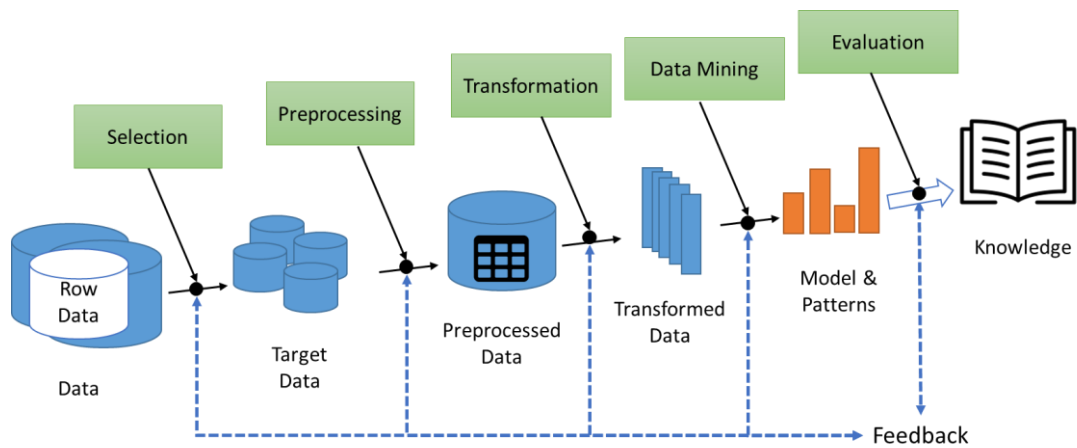 Evaluation
Data Mining
Transformation
Preprocessing
Selection
Row
Data
Data
Target
Data
Preprocessed
Data
Transformed
Data
Model &
Patterns
Knowledge
Feedback